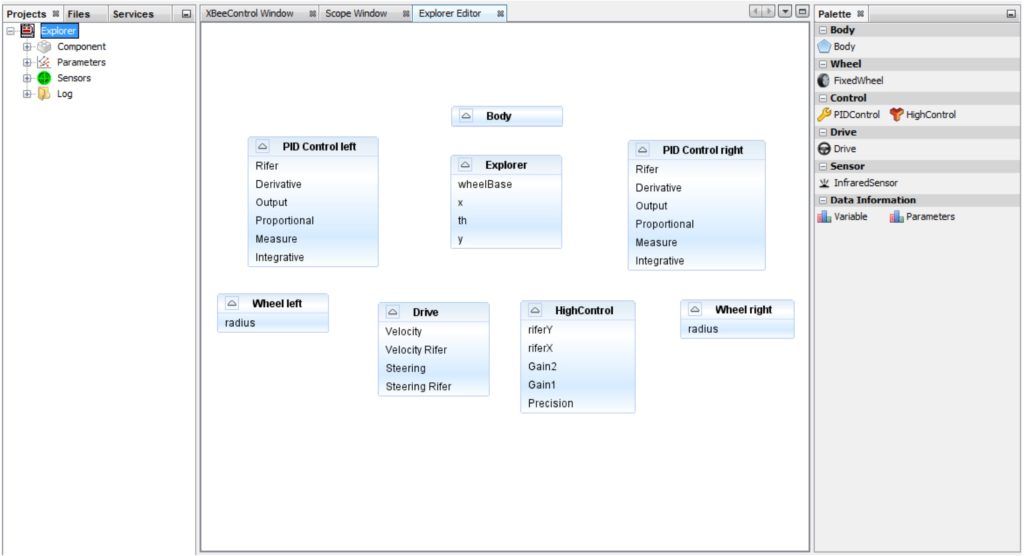 Projects Files Services
Explorer
Component
Parameters
Sensors
Log
XBeeControl Window Scope Window Explorer Editor
Body
PID Control left
Rifer
Derivative
Output
Proportional
Measure
Integrative
Explorer
wheelBase
x
th
y
PID Control right
Rifer
Derivative
Output
Proportional
Measure
Integrative
Wheel left
radius
Drive
Velocity
Velocity Rifer
Steering
Steering Rifer
HighControl
riferY
riferX
Gain2
Gain1
Precision
Wheel right
radius
Palette
Body
Body
Wheel
FixedWheel
Control
PIDControl HighControl
Drive
Drive
Sensor
InfraredSensor
Data Information
Variable Parameters